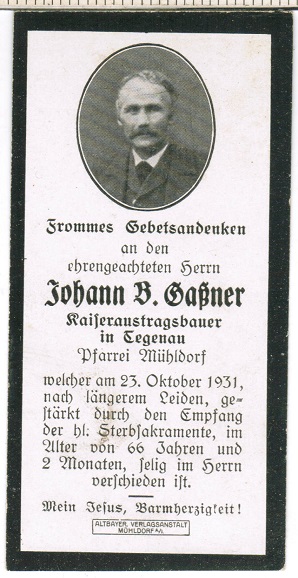 Frommes Gebetsandenken
an den
ehrengeachteten Herrn
Johann B. Gaßner
Kaiseraustragsbauer
in Tegenau
Pfarrei Mühldorf
welcher am 23. Oktober 1931,
nach längerem Leiden, ge-
stärkt durch den Empfang
der hl. Sterbsakramente, im
Alter von 66 Jahren und
2 Monaten, selig im Herrn
verschieden ist.
Mein Jesus, Barmherzigkeit!
ALTBAYER. VERLAGSANSTALT
MÜHLDORF a/I.